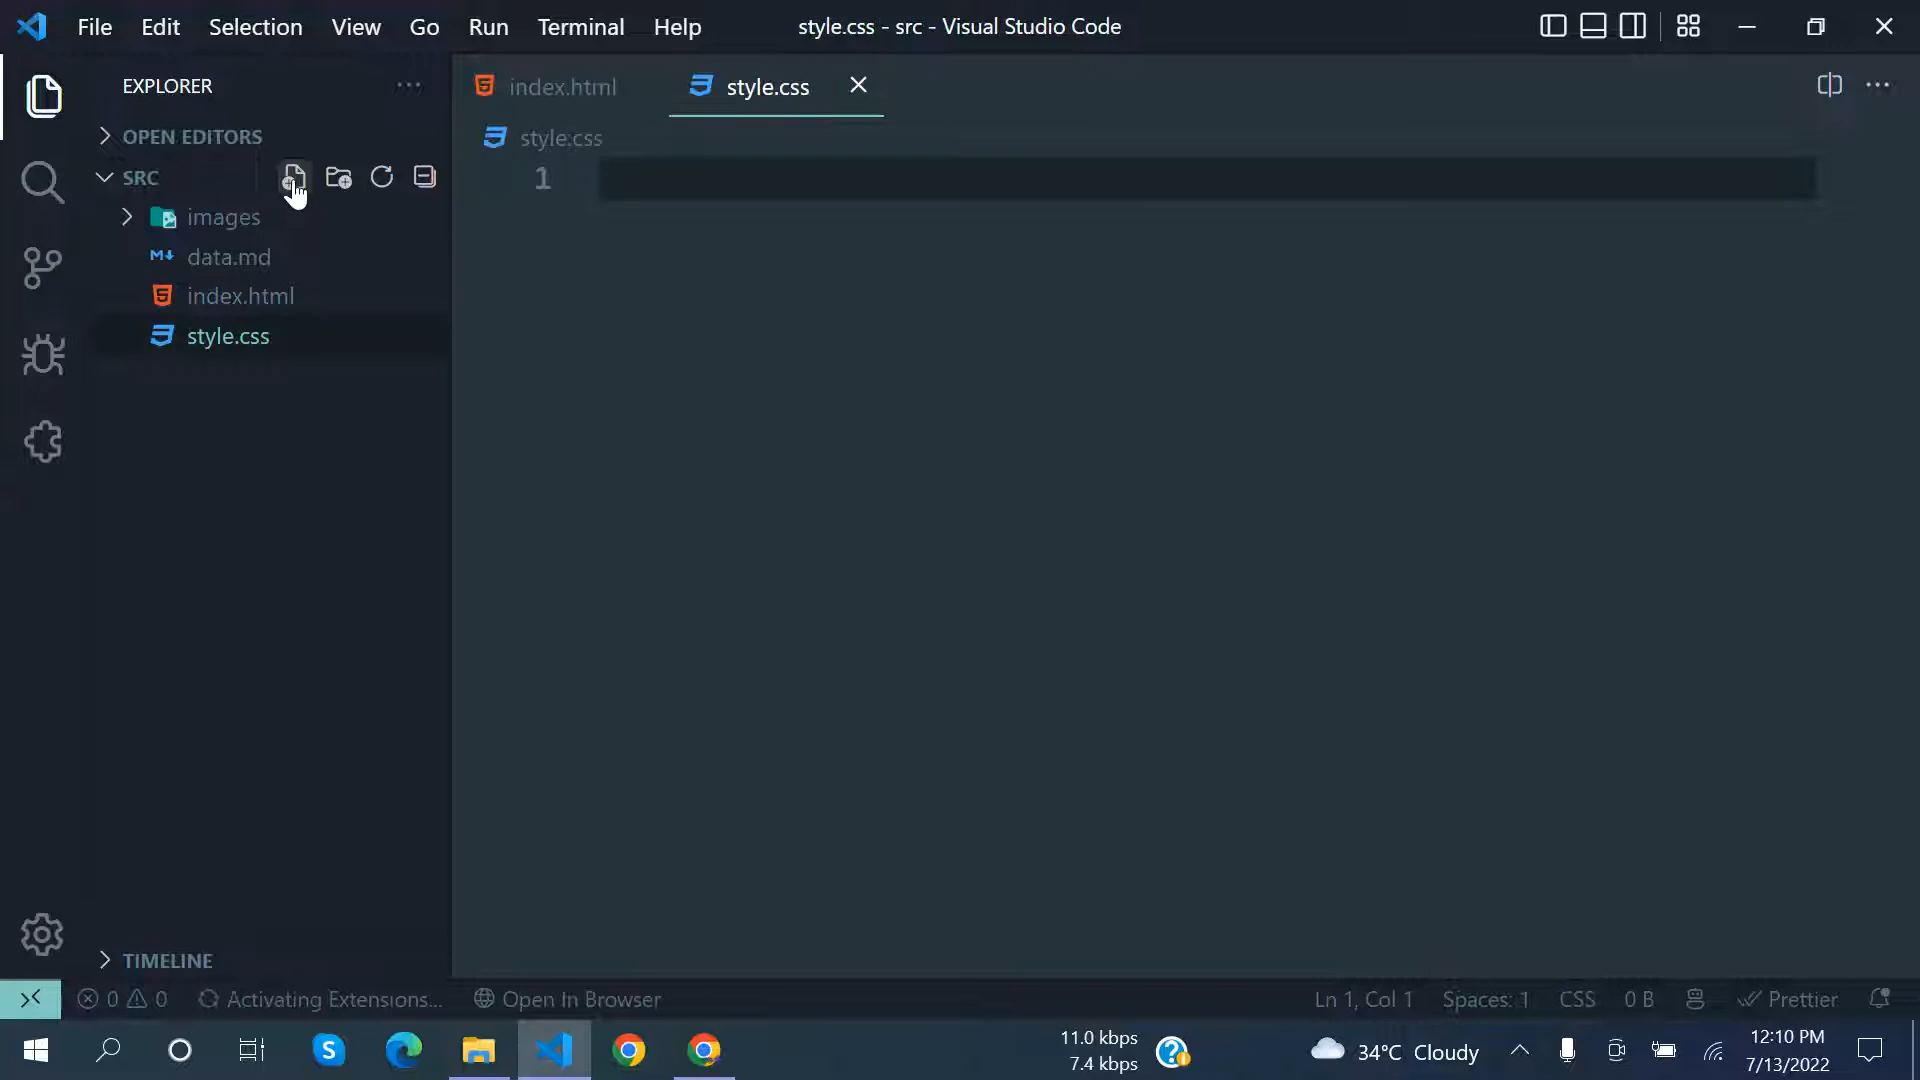 File Edit Selection View Go Run Terminal Help style.css - src - Visual Studio Code
EXPLORER
OPEN EDITORS
SRC
images
data.md
index.html
style.css
TIMELINE
index.html style.css
style.css
1
0 0 Activating Extensions... Open In Browser Ln 1, Col 1 Spaces: 1 CSS 0 B Prettier
11.0 kbps
7.4 kbps
34°C Cloudy
12:10 PM
7/13/2022